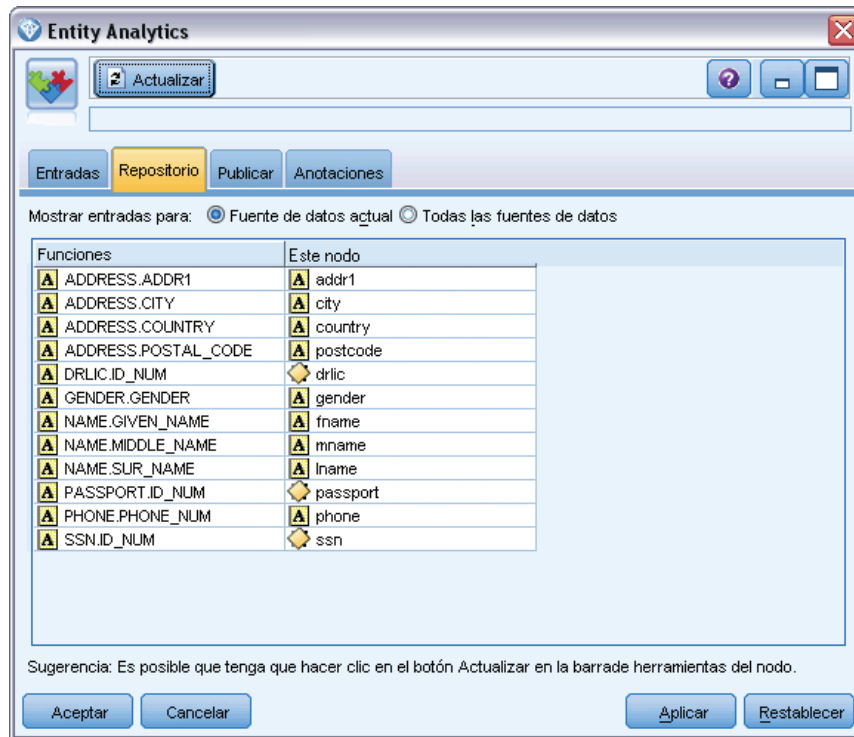 Entity Analytics
Actualizar
Entradas Repositorio Publicar Anotaciones
Mostrar entradas para: Fuente de datos actual Todas las fuentes de datos
Funciones Este nodo
A ADDRESS.ADDR1 A addr1
A ADDRESS.CITY A city
A ADDRESS.COUNTRY A country
A ADDRESS.POSTAL_CODE A postcode
A DRLIC.ID_NUM drlic
A GENDER.GENDER A gender
A NAME.GIVEN_NAME A fname
A NAME.MIDDLE_NAME A mname
A NAME.SUR_NAME A lname
A PASSPORT.ID_NUM passport
A PHONE.PHONE_NUM A phone
A SSN.ID_NUM ssn
Sugerencia: Es posible que tenga que hacer clic en el botón Actualizar en la barrade herramientas del nodo.
Aceptar Cancelar Aplicar Restablecer